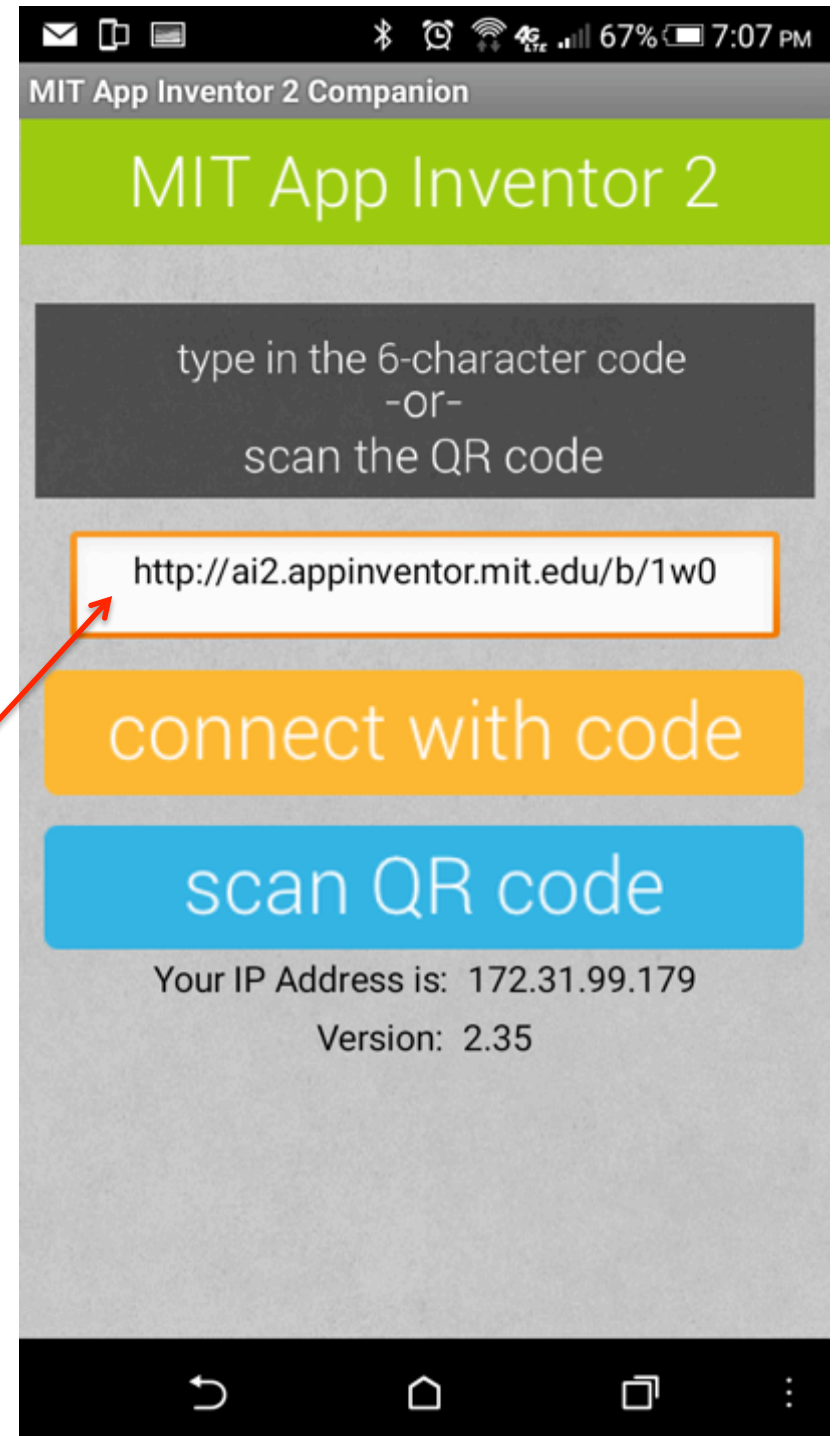 4G LTE 67% 7:07 PM
MIT App Inventor 2 Companion
MIT App Inventor 2
type in the 6-character code
-or-
scan the QR code
http://ai2.appinventor.mit.edu/b/1w0
connect with code
scan QR code
Your IP Address is: 172.31.99.179
Version: 2.35